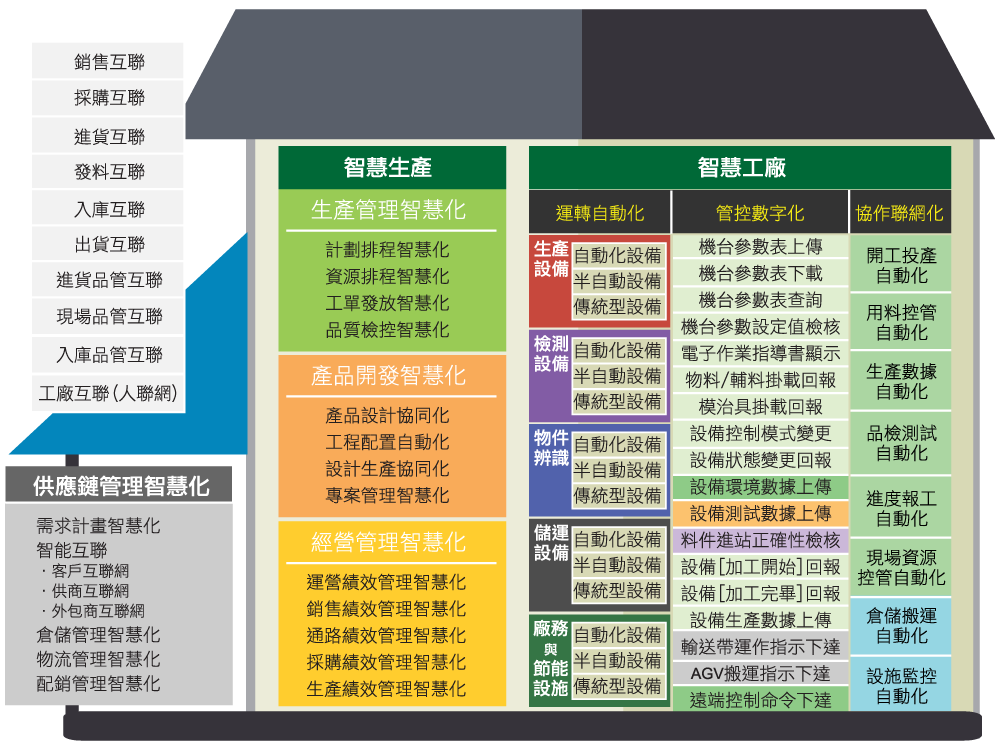 銷售互聯
採購互聯
進貨互聯
發料互聯
入庫互聯
出貨互聯
進貨品管互聯
現場品管互聯
入庫品管互聯
工廠互聯(人聯網)
供應鏈管理智慧化
需求計畫智慧化
智能互聯
·客戶互聯網
·供商互聯網
·外包商互聯網
倉儲管理智慧化
物流管理智慧化
配銷管理智慧化
智慧生產
生產管理智慧化
計劃排程智慧化
資源排程智慧化
工單發放智慧化
品質檢控智慧化
產品開發智慧化
產品設計協同化
工程配置自動化
設計生產協同化
專案管理智慧化
經營管理智慧化
運營績效管理智慧化
銷售績效管理智慧化
通路績效管理智慧化
採購績效管理智慧化
生產績效管理智慧化
智慧工廠
運轉自動化
生產
設備
自動化設備
半自動設備
傳統型設備
檢測
設備
自動化設備
半自動設備
傳統型設備
物件
辨識
自動化設備
半自動設備
傳統型設備
儲運
設備
自動化設備
半自動設備
傳統型設備
廠務
與
節能
設施
自動化設備
半自動設備
傳統型設備
管控數字化
機台參數表上傳
機台參數表下載
機台參數表查詢
機台參數設定值檢核
電子作業指導書顯示
物料/輔料掛載回報
模治具掛載回報
設備控制模式變更
設備狀態變更回報
設備環境數據上傳
設備測試數據上傳
料件進站正確性檢核
設備[加工開始]回報
設備[加工完畢]回報
設備生產數據上傳
輸送帶運作指示下達
AGV搬運指示下達
遠端控制命令下達
協作聯網化
開工投產
自動化
用料控管
自動化
生產數據
自動化
品檢測試
自動化
進度報工
自動化
現場資源
控管自動化
倉儲搬運
自動化
設施監控
自動化